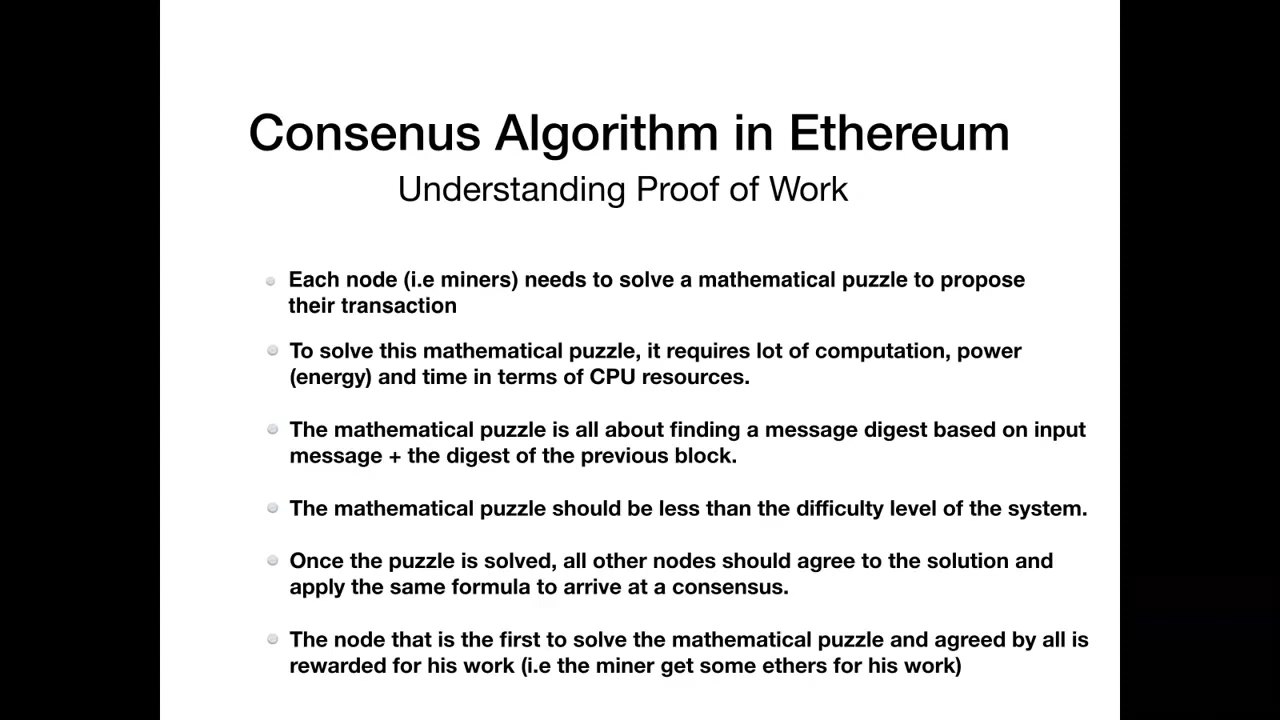 Consenus Algorithm in Ethereum
Understanding Proof of Work
Each node (i.e miners) needs to solve a mathematical puzzle to propose
their transaction
To solve this mathematical puzzle, it requires lot of computation, power
(energy) and time in terms of CPU resources.
The mathematical puzzle is all about finding a message digest based on input
message + the digest of the previous block.
The mathematical puzzle should be less than the difficulty level of the system.
Once the puzzle is solved, all other nodes should agree to the solution and
apply the same formula to arrive at a consensus.
The node that is the first to solve the mathematical puzzle and agreed by all is
rewarded for his work (i.e the miner get some ethers for his work)